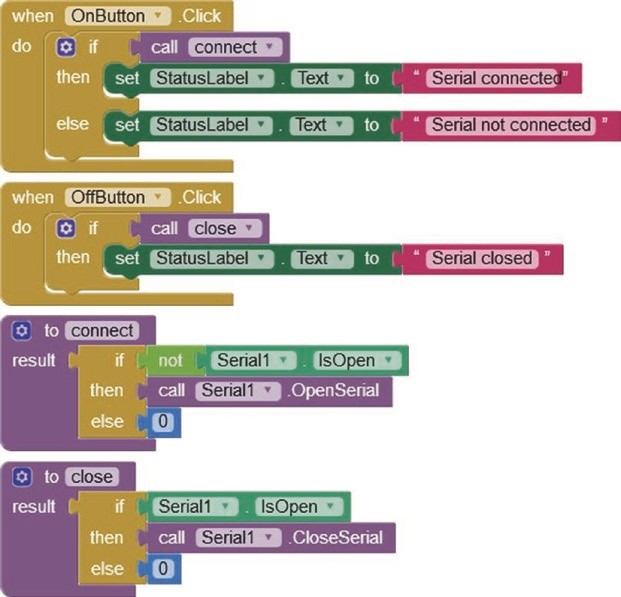 when OnButton .Click
do if call connect
then set StatusLabel . Text to “ Serial connected ”
else set StatusLabel . Text to “ Serial not connected ”
when OffButton .Click
do if call close
then set StatusLabel . Text to “ Serial closed ”
to connect
result if not Serial1 . IsOpen
then call Serial1 .OpenSerial
else 0
to close
result if Serial1 . IsOpen
then call Serial1 .CloseSerial
else 0